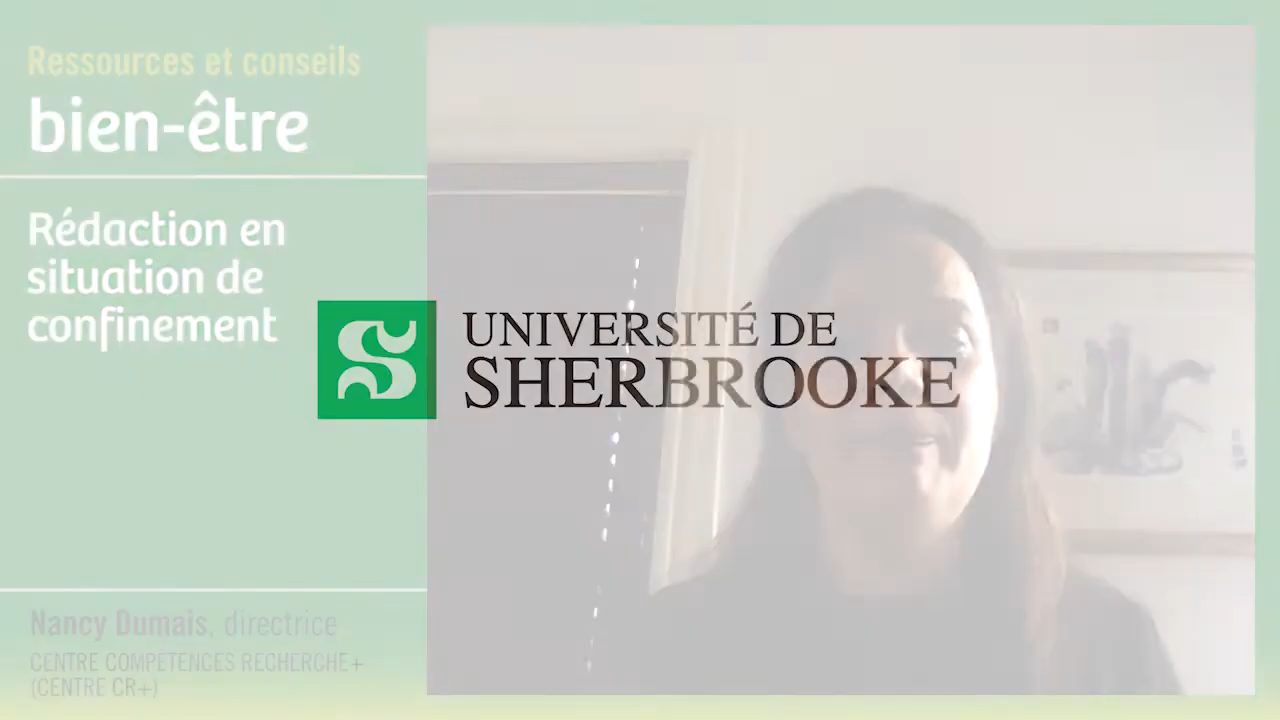 Ressources et conseils
bien-être
Rédaction en
situation de
confinement
UNIVERSITÉ DE
SHERBROOKE
Nancy Dumais, directrice
CENTRE COMPÉTENCES RECHERCHE+
(CENTRE CR+)